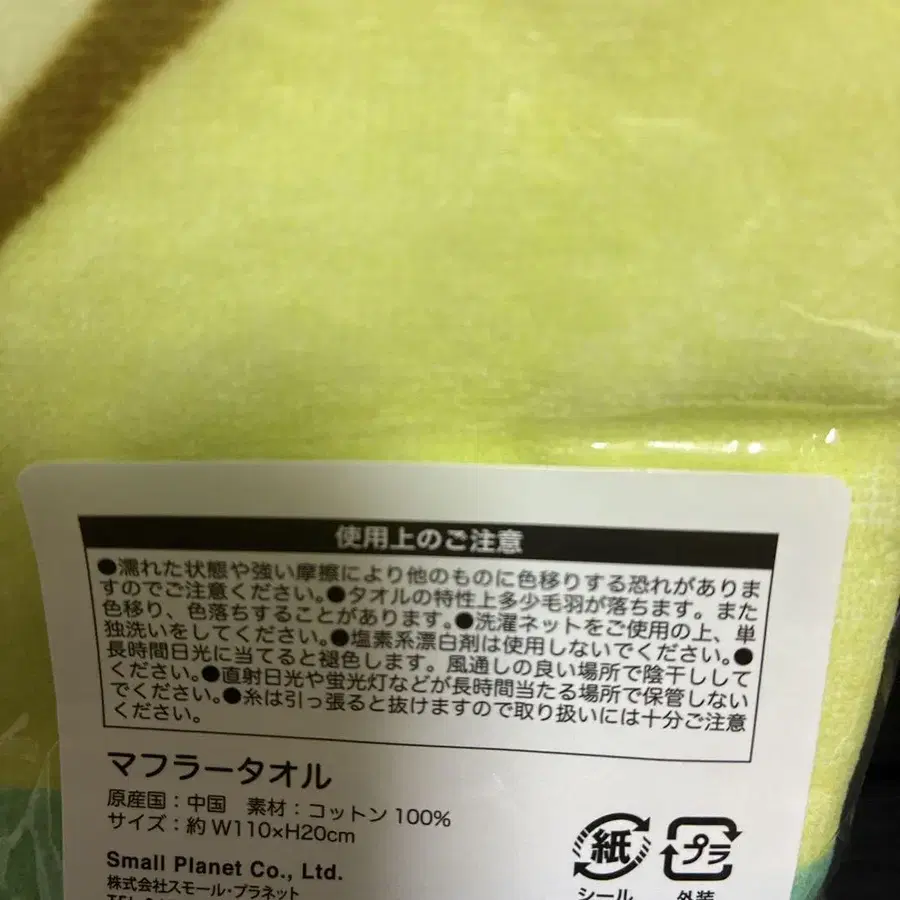 使用上のご注意
●濡れた状態や強い摩擦により他のものに色移りする恐れがありま
すのでご注意ください。●タオルの特性上多少毛羽が落ちます。また
色移り、色落ちすることがあります。●洗濯ネットをご使用の上、単
独洗いをしてください。●塩素系漂白剤は使用しないでください。●
長時間日光に当てると褪色します。風通しの良い場所で陰干ししてく
ださい。●直射日光や蛍光灯などが長時間当たる場所で保管しない
でください。●糸は引っ張ると抜けますので取り扱いには十分ご注意
ください。
マフラータオル
原産国：中国 素材：コットン100%
サイズ：約W110×H20cm
Small Planet Co., Ltd.
株式会社スモール・プラネット
紙
シール
プラ
外装